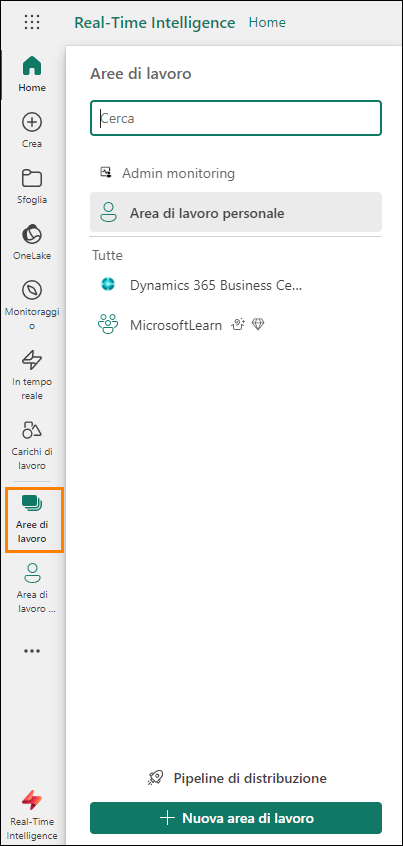 Real-Time Intelligence Home
Home
Crea
Sfoglia
OneLake
Monitoraggi
o
In tempo
reale
Carichi di
lavoro
Aree di
lavoro
Area di
lavoro ...
Real-Time
Intelligence
Aree di lavoro
Cerca
Admin monitoring
Area di lavoro personale
Tutte
Dynamics 365 Business Ce...
MicrosoftLearn
Pipeline di distribuzione
Nuova area di lavoro